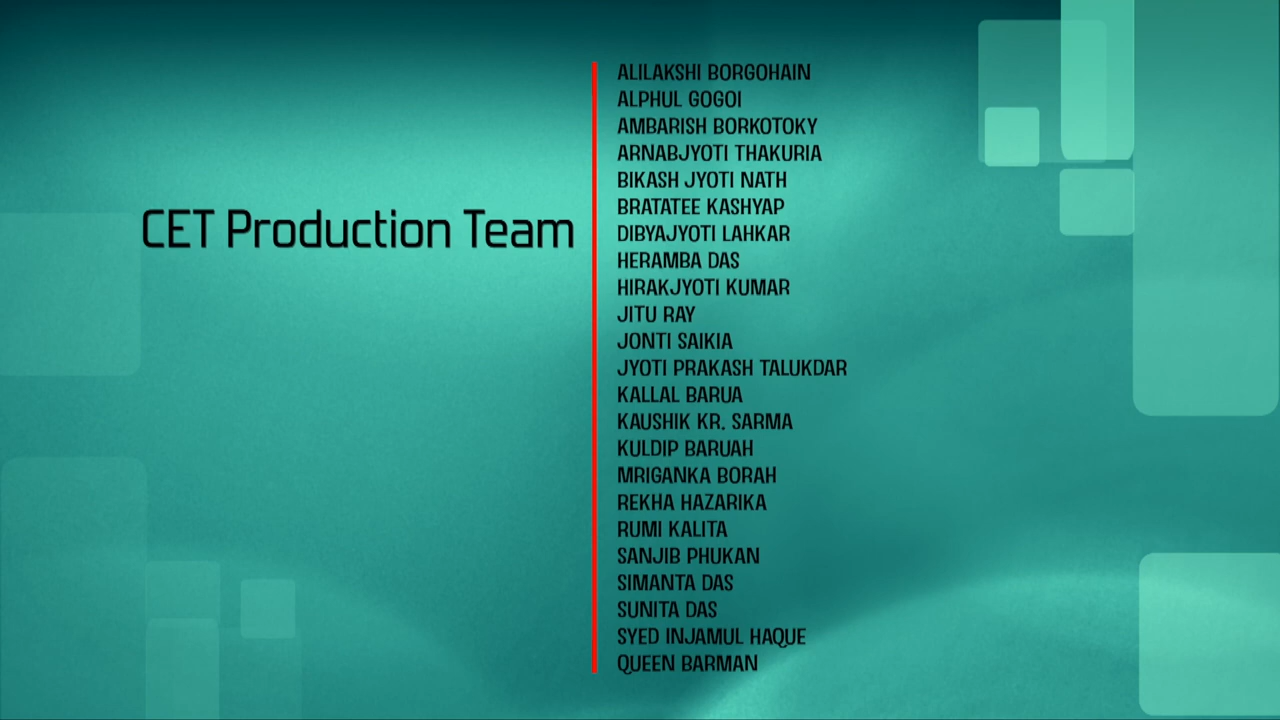 CET Production Team
ALILAKSHI BORGOHAIN
ALPHUL GOGOI
AMBARISH BORKOTOKY
ARNABJYOTI THAKURIA
BIKASH JYOTI NATH
BRATATEE KASHYAP
DIBYAJYOTI LAHKAR
HERAMBA DAS
HIRAKJYOTI KUMAR
JITU RAY
JONTI SAIKIA
JYOTI PRAKASH TALUKDAR
KALLAL BARUA
KAUSHIK KR. SARMA
KULDIP BARUAH
MRIGANKA BORAH
REKHA HAZARIKA
RUMI KALITA
SANJIB PHUKAN
SIMANTA DAS
SUNITA DAS
SYED INJAMUL HAQUE
QUEEN BARMAN